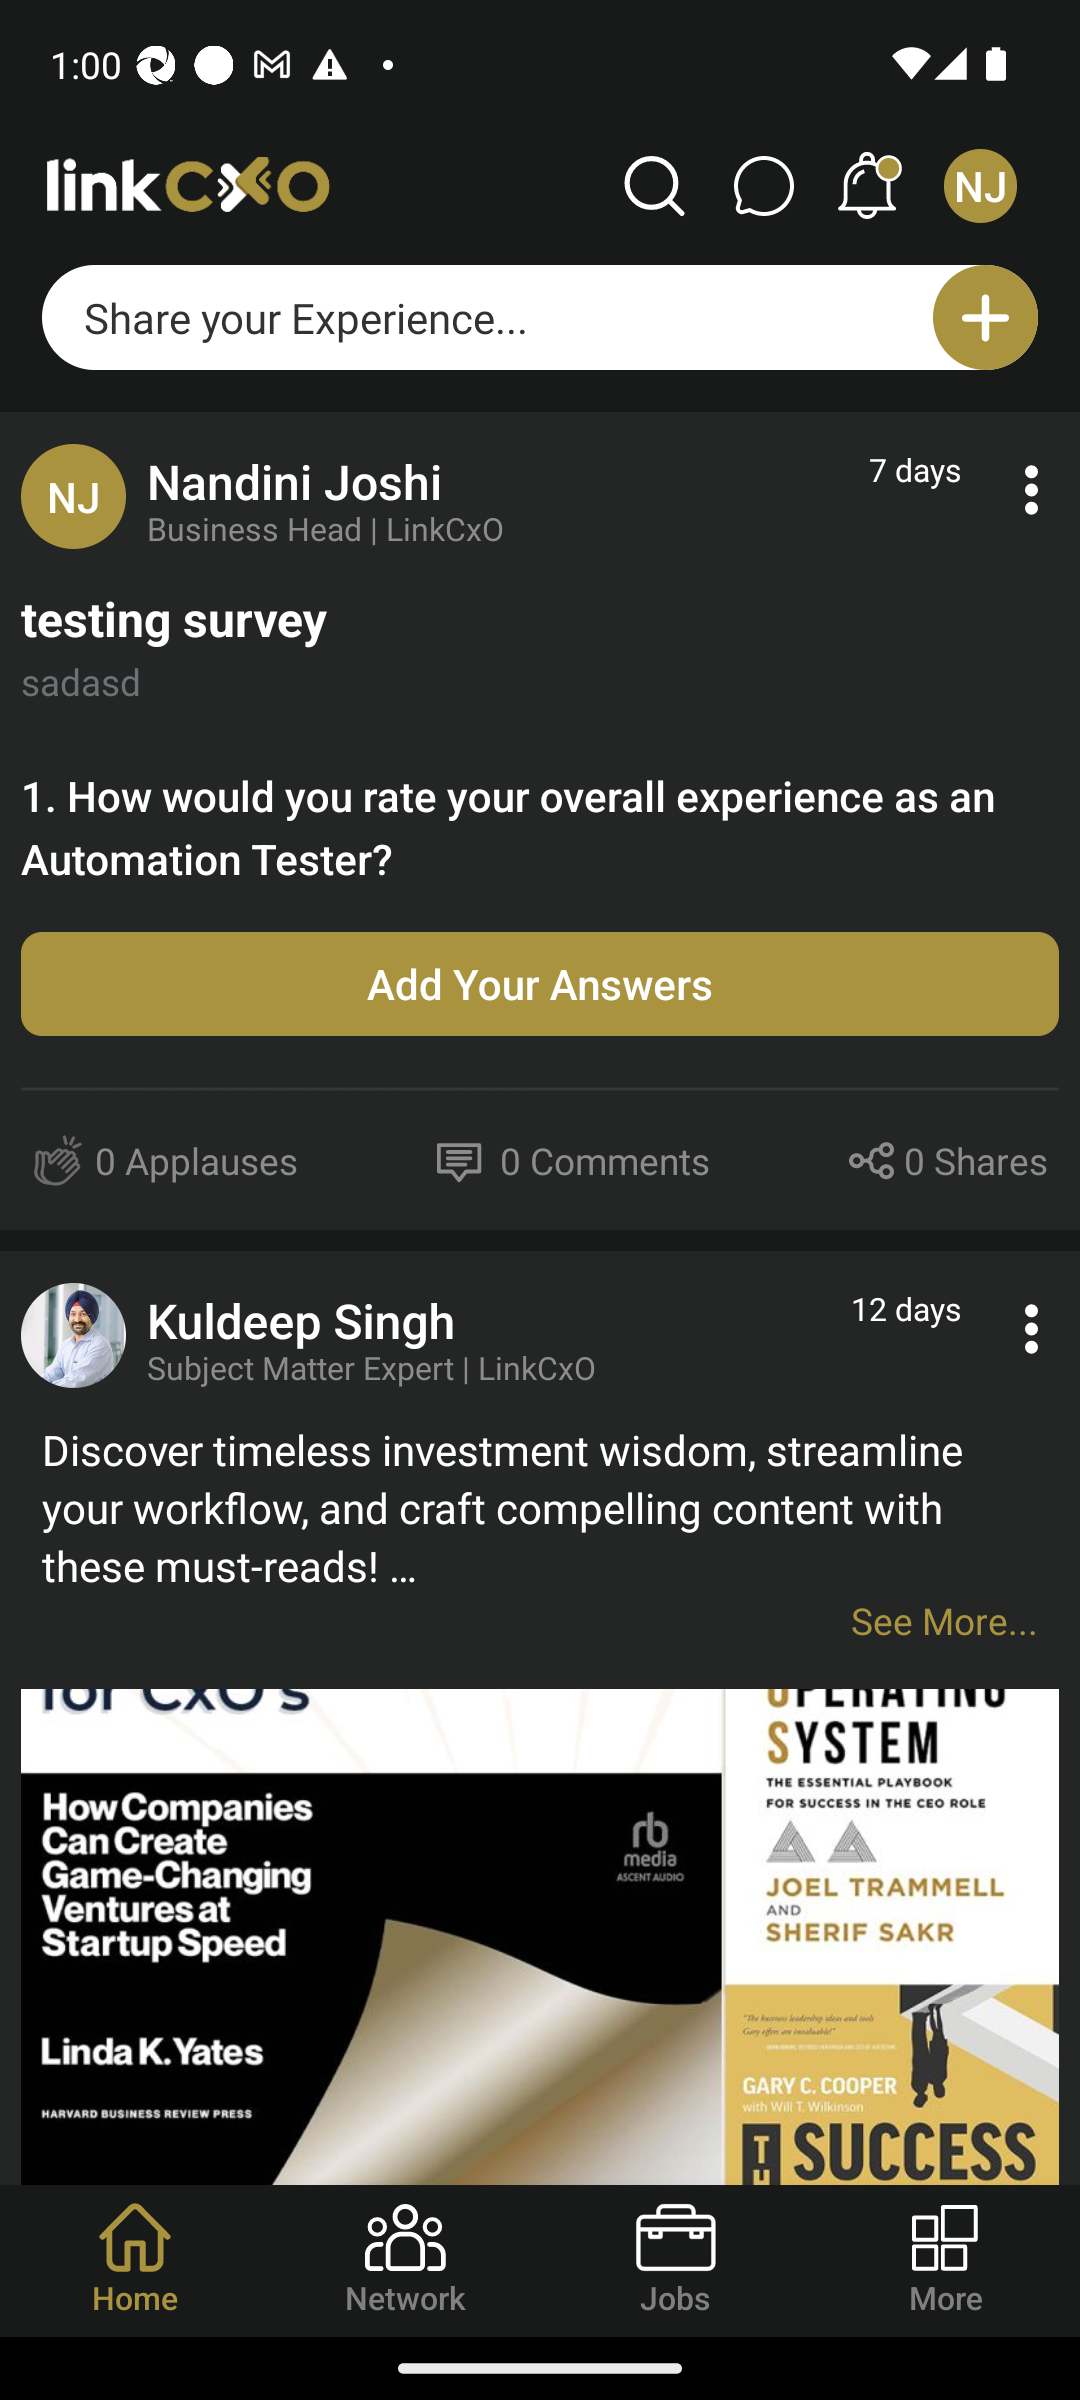 1:00
linkCXO
NJ
Share your Experience...
NJ
Nandini Joshi
7 days
Business Head | LinkCxO
testing survey
sadasd
1. How would you rate your overall experience as an
Automation Tester?
Add Your Answers
0 Applauses
0 Comments
0 Shares
Kuldeep Singh
12 days
Subject Matter Expert | LinkCxO
Discover timeless investment wisdom, streamline
your workflow, and craft compelling content with
these must-reads! ...
See More...
for CxO's
How Companies
Can Create
Game-Changing
Ventures at
Startup Speed
rb
media
ASCENT AUDIO
Linda K. Yates
HARVARD BUSINESS REVIEW PRESS
OPERATING
SYSTEM
THE ESSENTIAL PLAYBOOK
FOR SUCCESS IN THE CEO ROLE
JOEL TRAMMELL
AND
SHERIF SAKR
"The business leadership ideas and tools
Gary offers are invaluable!"
GARY C. COOPER
with Will T. Wilkinson
SUCCESS
Home
Network
Jobs
More